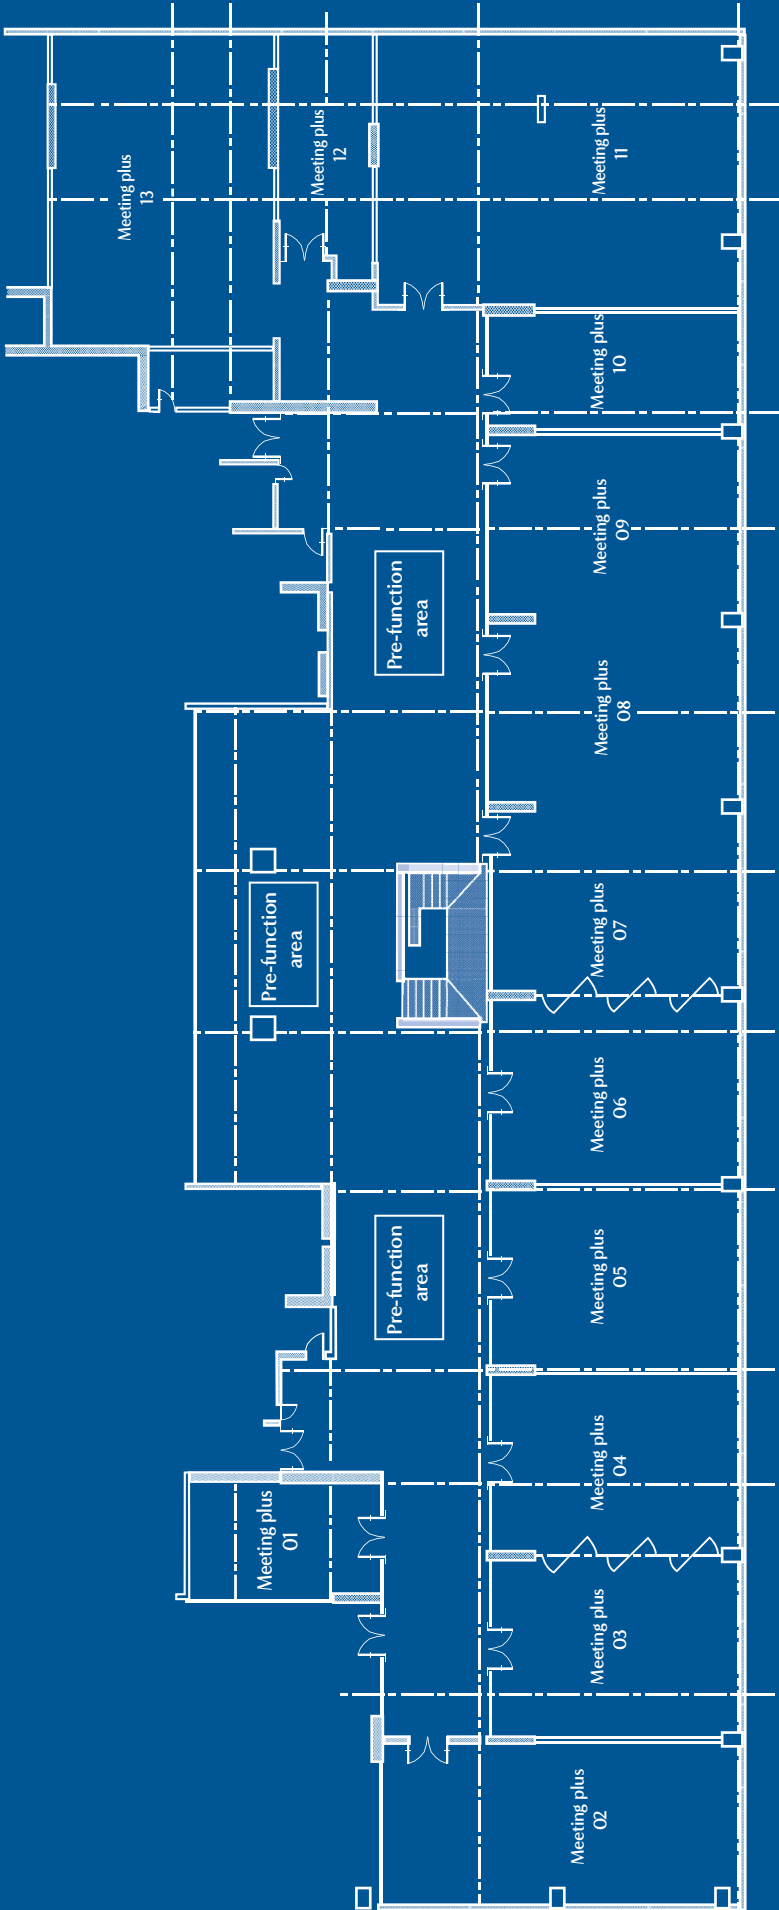 Meeting plus
13
Meeting plus
12
Meeting plus
11
Meeting plus
10
Meeting plus
09
Pre-function
area
Meeting plus
08
Pre-function
area
Meeting plus
07
Meeting plus
06
Pre-function
area
Meeting plus
05
Meeting plus
04
Meeting plus
01
Meeting plus
03
Meeting plus
02